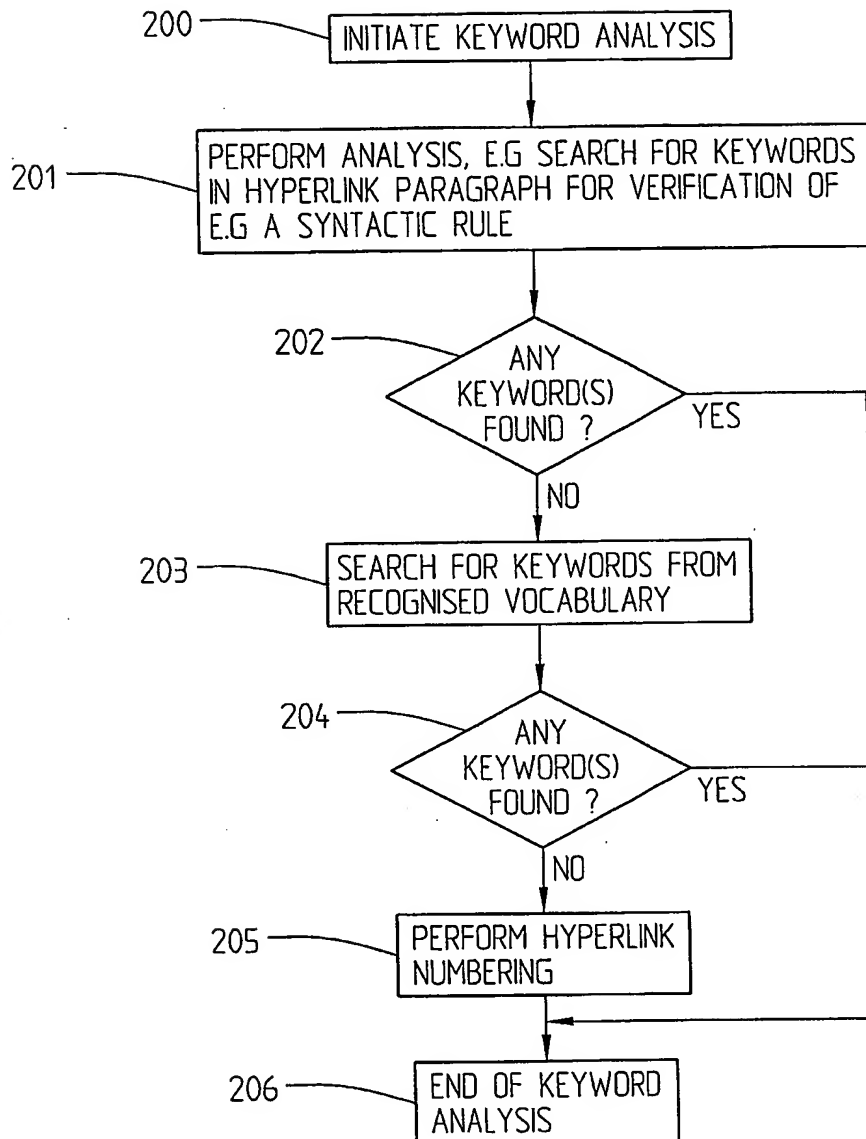 200
INITIATE KEYWORD ANALYSIS
201
PERFORM ANALYSIS, E.G SEARCH FOR KEYWORDS
IN HYPERLINK PARAGRAPH FOR VERIFICATION OF
E.G A SYNTACTIC RULE
202
ANY
KEYWORD(S)
FOUND ?
YES
NO
203
SEARCH FOR KEYWORDS FROM
RECOGNISED VOCABULARY
204
ANY
KEYWORD(S)
FOUND ?
YES
NO
205
PERFORM HYPERLINK
NUMBERING
206
END OF KEYWORD
ANALYSIS